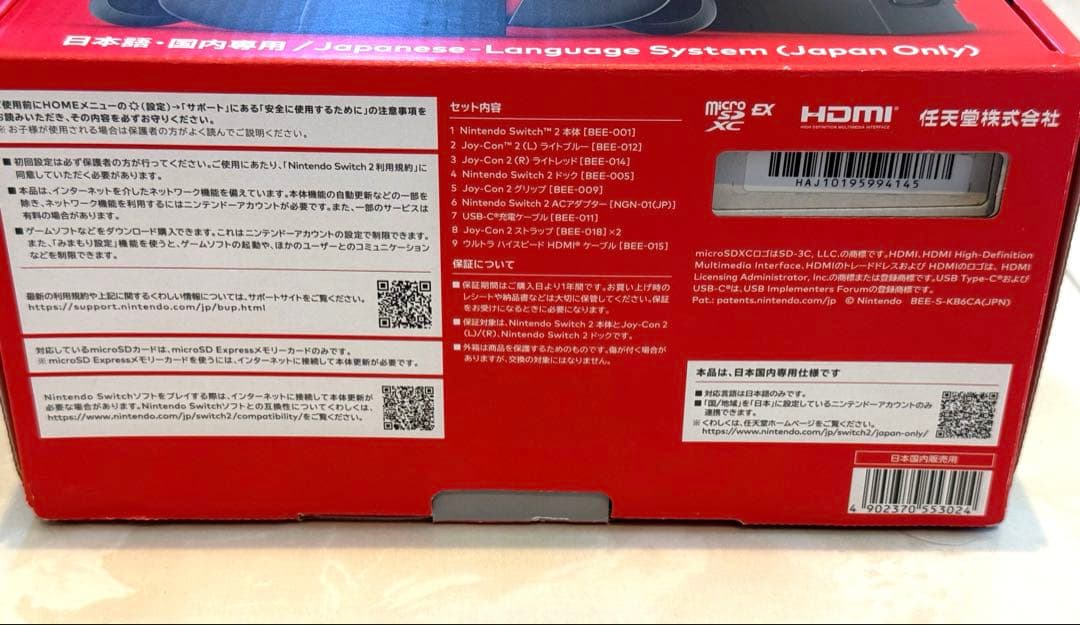 日本語・国内専用 / Japanese-Language System (Japan Only)
使用前にHOMEメニューの(設定)→「サポート」にある「安全に使用するために」の注意事項を
お読みいただき、その内容を必ずお守りください。
※お子様が使用される場合は保護者の方がよく読んでご説明ください。
■初回設定は必ず保護者の方が行ってください。ご使用にあたり、「Nintendo Switch 2 利用規約」に
同意していただく必要があります。
■本品は、インターネットを介したネットワーク機能を備えています。本体機能の自動更新などの一部を
除き、ネットワーク機能を利用するにはニンテンドーアカウントが必要です。また、一部のサービスは
有料の場合があります。
■ゲームソフトなどをダウンロード購入できます。これはニンテンドーアカウントの設定で制限できます。
また、「みまもり設定」機能を使うと、ゲームソフトの起動や、ほかのユーザーとのコミュニケーション
などを制限できます。
最新の利用規約や上記に関するくわしい情報については、サポートサイトをご覧ください。
https://support.nintendo.com/jp/bup.html
対応しているmicroSDカードは、microSD Expressメモリーカードのみです。
※microSD Expressメモリーカードを使うには、インターネットに接続して本体更新が必要です。
Nintendo Switchソフトをプレイする際は、インターネットに接続して本体更新が
必要な場合があります。Nintendo Switchソフトとの互換性についてくわしくは、
https://www.nintendo.com/jp/switch2/compatibility/をご覧ください。
セット内容
1 Nintendo Switch™ 2 本体 [BEE-001]
2 Joy-Con™ 2 (L) ライトブルー [BEE-012]
3 Joy-Con 2 (R) ライトレッド [BEE-014]
4 Nintendo Switch 2 ドック [BEE-005]
5 Joy-Con 2 グリップ [BEE-009]
6 Nintendo Switch 2 ACアダプター [NGN-01(JP)]
7 USB-C®充電ケーブル [BEE-011]
8 Joy-Con 2 ストラップ [BEE-018]×2
9 ウルトラ ハイスピード HDMI® ケーブル [BEE-015]
保証について
■保証期間はご購入日より1年間です。お買い上げ時の
レシートや納品書などは大切に保管してください。保証
をお受けになるときに必要になります。
■保証対象は、Nintendo Switch 2 本体とJoy-Con 2
(L)/(R)、Nintendo Switch 2 ドックです。
■外箱は商品を保護するためのものです。傷が付く場合が
ありますが、交換の対象にはなりません。
micro SD XC EX HDMI® 任天堂株式会社
HIGH DEFINITION MULTIMEDIA INTERFACE
HAJ10195994145
microSDXCロゴはSD-3C, LLC.の商標です。HDMI、HDMI High-Definition
Multimedia Interface、HDMIのトレードドレスおよび HDMIのロゴは、HDMI
Licensing Administrator, Inc.の商標または登録商標です。USB Type-C®および
USB-C®は、USB Implementers Forumの登録商標です。
Pat.: patents.nintendo.com/jp © Nintendo BEE-S-KB6CA(JPN)
本品は、日本国内専用仕様です
■対応言語は日本語のみです。
■「国/地域」を「日本」に設定しているニンテンドーアカウントのみ
連携できます。
※くわしくは、任天堂ホームページをご覧ください。
https://www.nintendo.com/jp/switch2/japan-only/
日本国内販売用
4 902370 553024